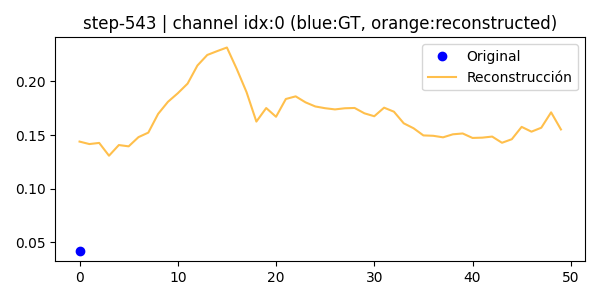 step-543 | channel idx:0 (blue:GT, orange:reconstructed)
Original
Reconstrucción
0.20
0.15
0.10
0.05
0 10 20 30 40 50